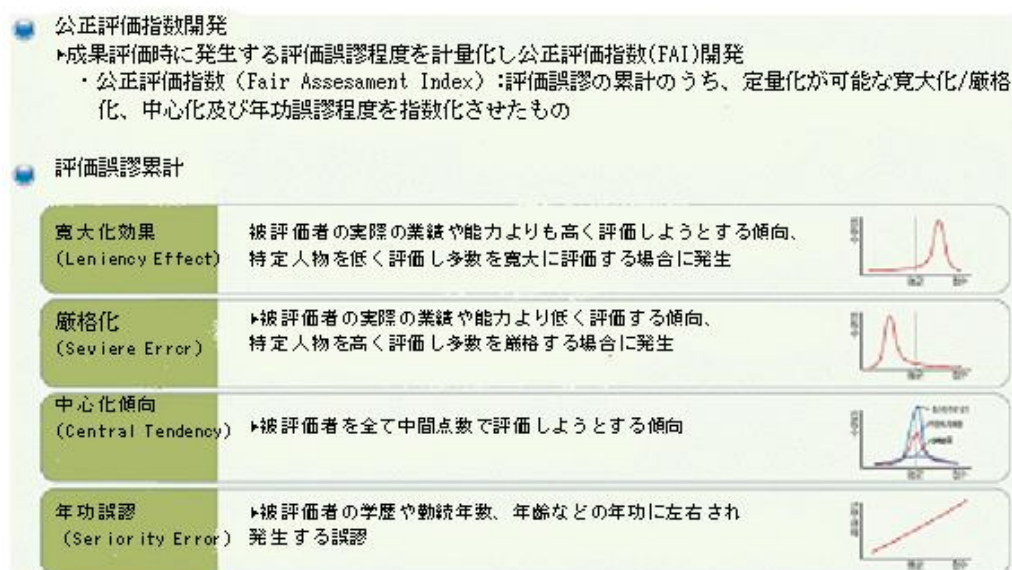 公正評価指数開発
▸成果評価時に発生する評価誤謬程度を計量化し公正評価指数(FAI)開発
・公正評価指数（Fair Assesament Index）:評価誤謬の累計のうち、定量化が可能な寛大化/厳格
化、中心化及び年功誤謬程度を指数化させたもの
評価誤謬累計
寛大化効果
(Leniency Effect)
被評価者の実際の業績や能力よりも高く評価しようとする傾向、
特定人物を低く評価し多数を寛大に評価する場合に発生
厳格化
(Seviere Error)
▸被評価者の実際の業績や能力より低く評価する傾向、
特定人物を高く評価し多数を厳格する場合に発生
中心化傾向
(Central Tendency)
▸被評価者を全て中間点数で評価しようとする傾向
年功誤謬
(Seriority Error)
▸被評価者の学歴や勤続年数、年齢などの年功に左右され
発生する誤謬